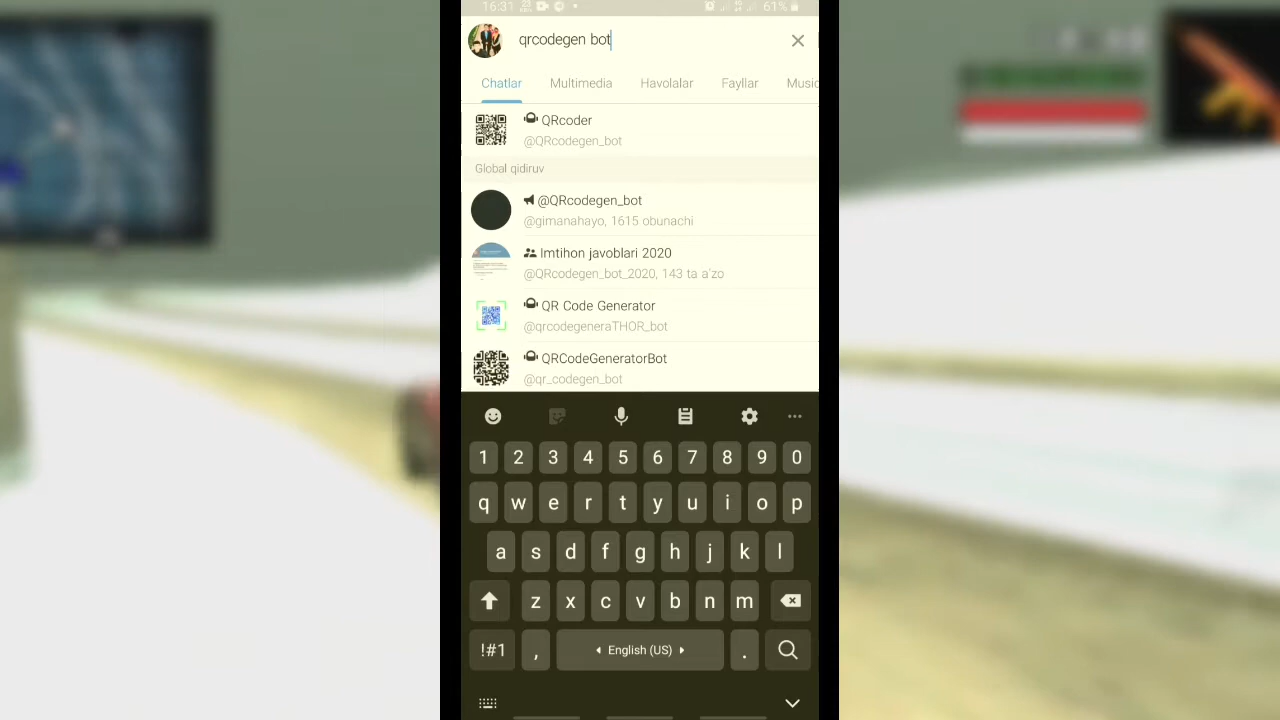 16:31 61%
qrcodegen bot
Chatlar Multimedia Havolalar Fayllar Music
QRcoder
@QRcodegen_bot
Global qidiruv
@QRcodegen_bot
@gimanahayo, 1615 obunachi
Imtihon javoblari 2020
@QRcodegen_bot_2020, 143 ta a'zo
QR Code Generator
@qrcodegeneraTHOR_bot
QRCodeGeneratorBot
@qr_codegen_bot
1 2 3 4 5 6 7 8 9 0
q w e r t y u i o p
a s d f g h j k l
z x c v b n m
!#1 , English (US) .